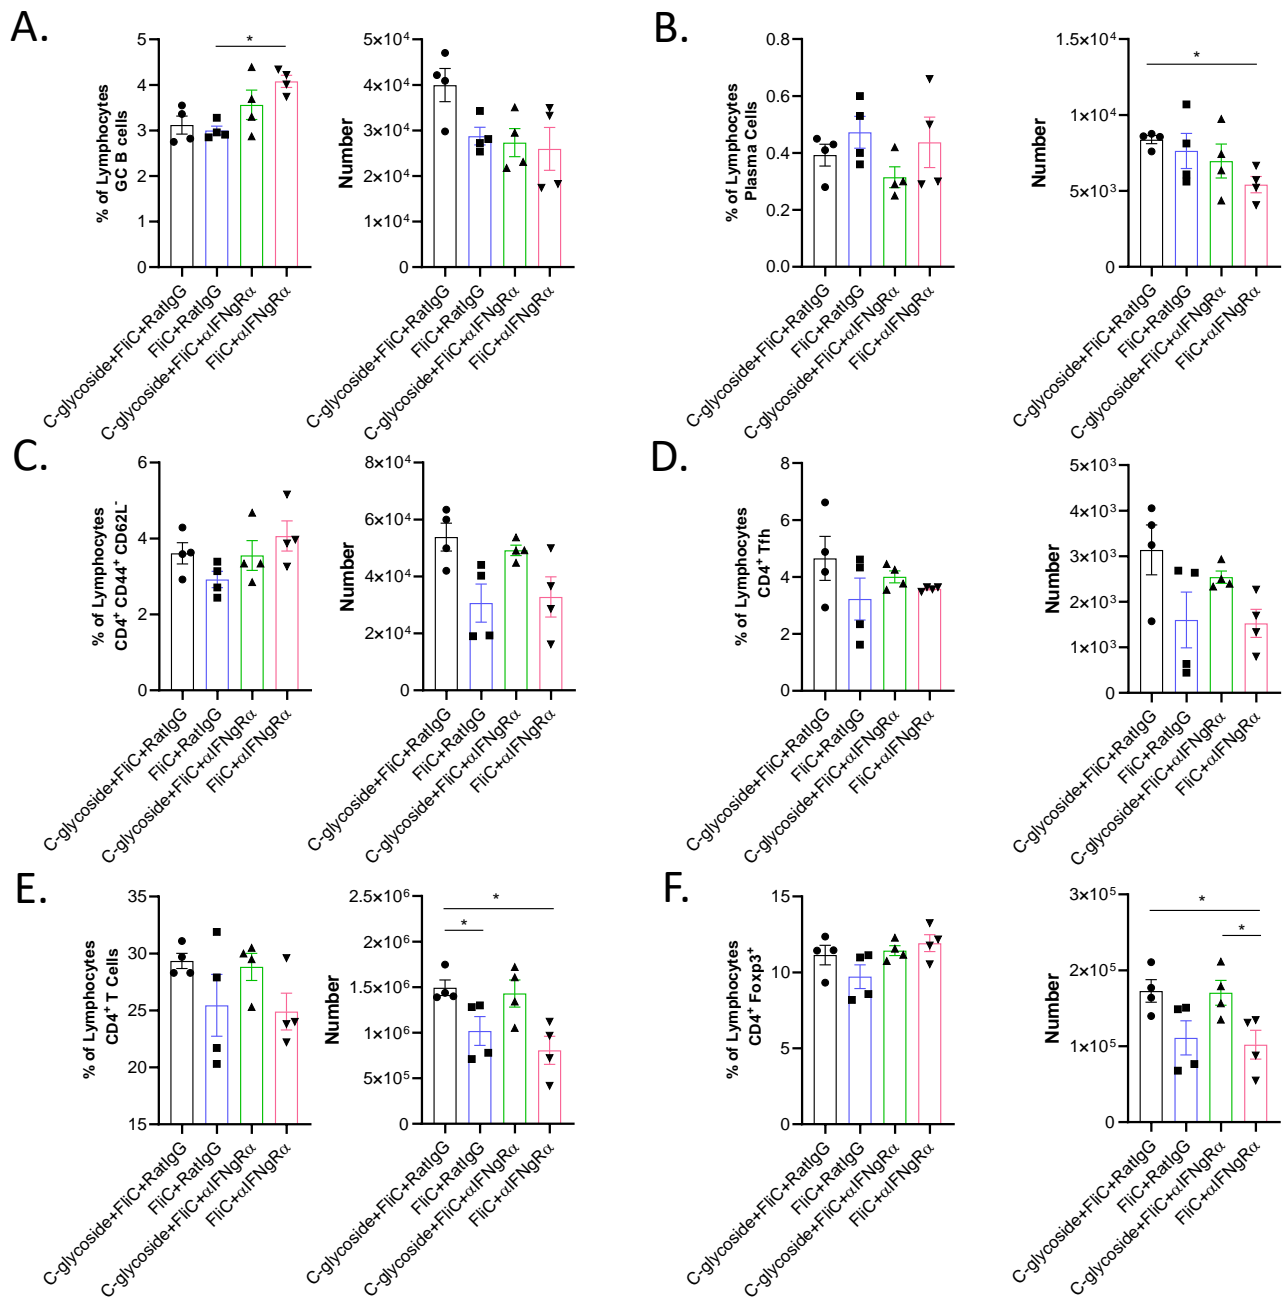 A.
% of Lymphocytes
GC B cells
5
4
3
2
1
0
*
C-glycoside+FliC+RatIgG
FliC+RatIgG
C-glycoside+FliC+αIFNgRα
FliC+αIFNgRα
Number
5×10⁴
4×10⁴
3×10⁴
2×10⁴
1×10⁴
0
C-glycoside+FliC+RatIgG
FliC+RatIgG
C-glycoside+FliC+αIFNgRα
FliC+αIFNgRα
B.
% of Lymphocytes
Plasma Cells
0.8
0.6
0.4
0.2
0.0
C-glycoside+FliC+RatIgG
FliC+RatIgG
C-glycoside+FliC+αIFNgRα
FliC+αIFNgRα
Number
1.5×10⁴
1×10⁴
5×10³
0
*
C-glycoside+FliC+RatIgG
FliC+RatIgG
C-glycoside+FliC+αIFNgRα
FliC+αIFNgRα
C.
% of Lymphocytes
CD4⁺ CD44⁺ CD62L⁻
6
4
2
0
C-glycoside+FliC+RatIgG
FliC+RatIgG
C-glycoside+FliC+αIFNgRα
FliC+αIFNgRα
Number
8×10⁴
6×10⁴
4×10⁴
2×10⁴
0
C-glycoside+FliC+RatIgG
FliC+RatIgG
C-glycoside+FliC+αIFNgRα
FliC+αIFNgRα
D.
% of Lymphocytes
CD4⁺ Tfh
8
6
4
2
0
C-glycoside+FliC+RatIgG
FliC+RatIgG
C-glycoside+FliC+αIFNgRα
FliC+αIFNgRα
Number
5×10³
4×10³
3×10³
2×10³
1×10³
0
C-glycoside+FliC+RatIgG
FliC+RatIgG
C-glycoside+FliC+αIFNgRα
FliC+αIFNgRα
E.
% of Lymphocytes
CD4⁺ T Cells
35
30
25
20
15
C-glycoside+FliC+RatIgG
FliC+RatIgG
C-glycoside+FliC+αIFNgRα
FliC+αIFNgRα
Number
2.5×10⁶
2×10⁶
1.5×10⁶
1×10⁶
5×10⁵
0
*
*
C-glycoside+FliC+RatIgG
FliC+RatIgG
C-glycoside+FliC+αIFNgRα
FliC+αIFNgRα
F.
% of Lymphocytes
CD4⁺ Foxp3⁺
15
10
5
0
C-glycoside+FliC+RatIgG
FliC+RatIgG
C-glycoside+FliC+αIFNgRα
FliC+αIFNgRα
Number
3×10⁵
2×10⁵
1×10⁵
0
*
*
C-glycoside+FliC+RatIgG
FliC+RatIgG
C-glycoside+FliC+αIFNgRα
FliC+αIFNgRα